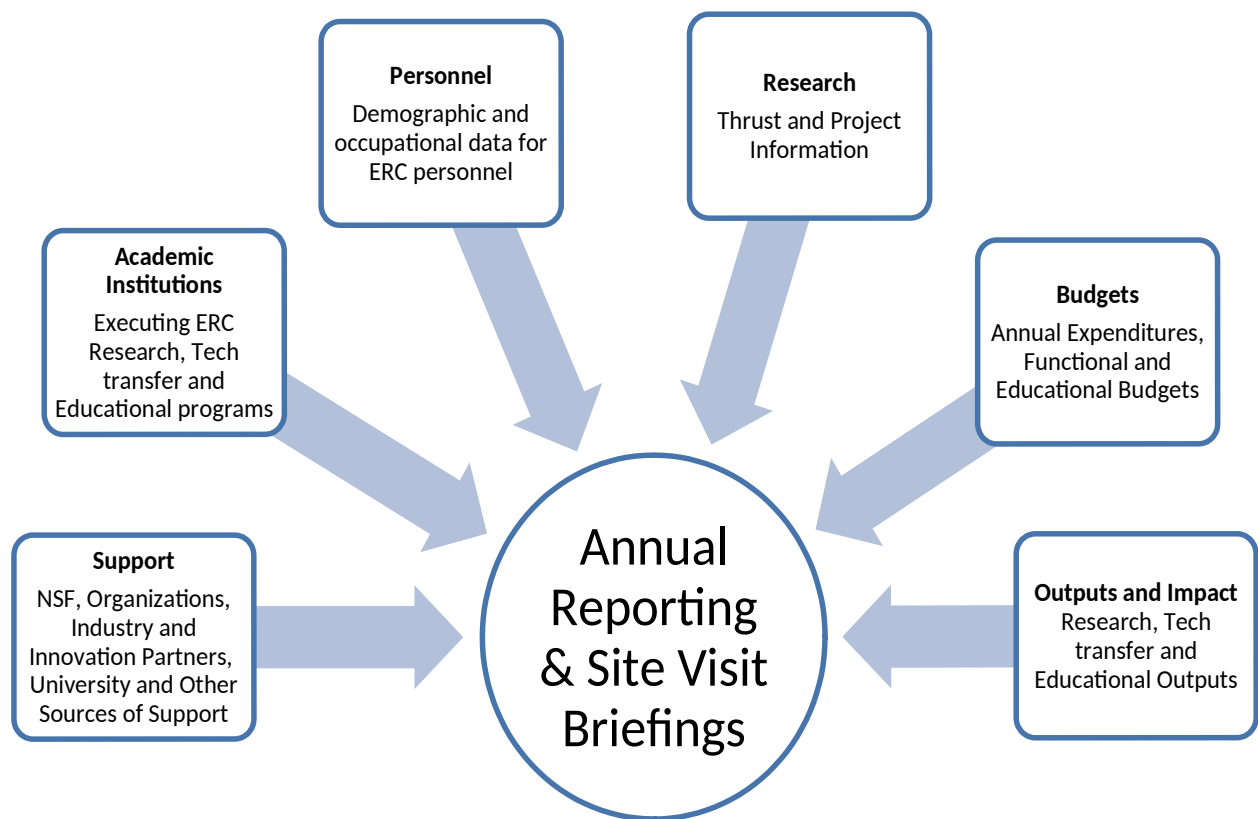 Personnel
Demographic and
occupational data for
ERC personnel
Research
Thrust and Project
Information
Academic
Institutions
Executing ERC
Research, Tech
transfer and
Educational programs
Budgets
Annual Expenditures,
Functional and
Educational Budgets
Support
NSF, Organizations,
Industry and
Innovation Partners,
University and Other
Sources of Support
Annual
Reporting
& Site Visit
Briefings
Outputs and Impact
Research, Tech
transfer and
Educational Outputs